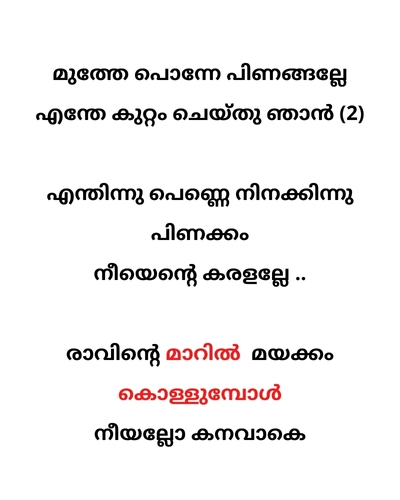 മുത്തേ പൊന്നേ പിണങ്ങല്ലേ
എന്തേ കുറ്റം ചെയ്തു ഞാൻ (2)
എന്തിന്നു പെണ്ണെ നിനക്കിന്നു
പിണക്കം
നീയെന്റെ കരളല്ലേ ..
രാവിന്റെ മാറിൽ മയക്കം
കൊള്ളുമ്പോൾ
നീയല്ലോ കനവാകെ